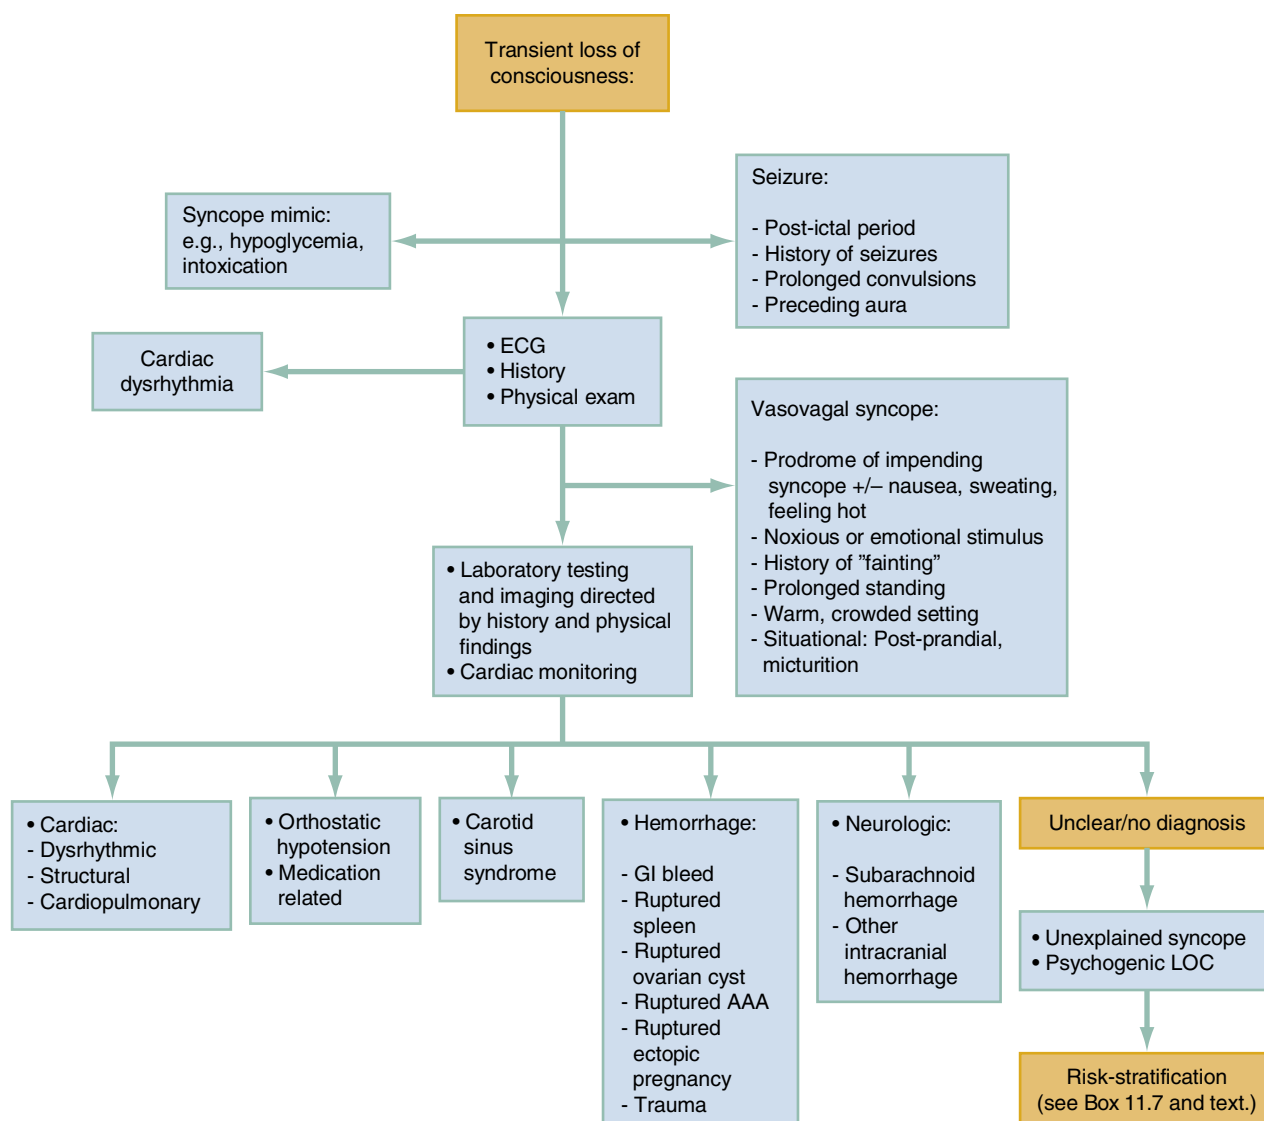 Transient loss of
consciousness:
Syncope mimic:
e.g., hypoglycemia,
intoxication
Seizure:
- Post-ictal period
- History of seizures
- Prolonged convulsions
- Preceding aura
Cardiac
dysrhythmia
• ECG
• History
• Physical exam
Vasovagal syncope:
- Prodrome of impending
syncope +/– nausea, sweating,
feeling hot
- Noxious or emotional stimulus
- History of ”fainting”
- Prolonged standing
- Warm, crowded setting
- Situational: Post-prandial,
micturition
• Laboratory testing
and imaging directed
by history and physical
findings
• Cardiac monitoring
• Cardiac:
- Dysrhythmic
- Structural
- Cardiopulmonary
• Orthostatic
hypotension
• Medication
related
• Carotid
sinus
syndrome
• Hemorrhage:
- GI bleed
- Ruptured
spleen
- Ruptured
ovarian cyst
- Ruptured AAA
- Ruptured
ectopic
pregnancy
- Trauma
• Neurologic:
- Subarachnoid
hemorrhage
- Other
intracranial
hemorrhage
Unclear/no diagnosis
• Unexplained syncope
• Psychogenic LOC
Risk-stratification
(see Box 11.7 and text.)